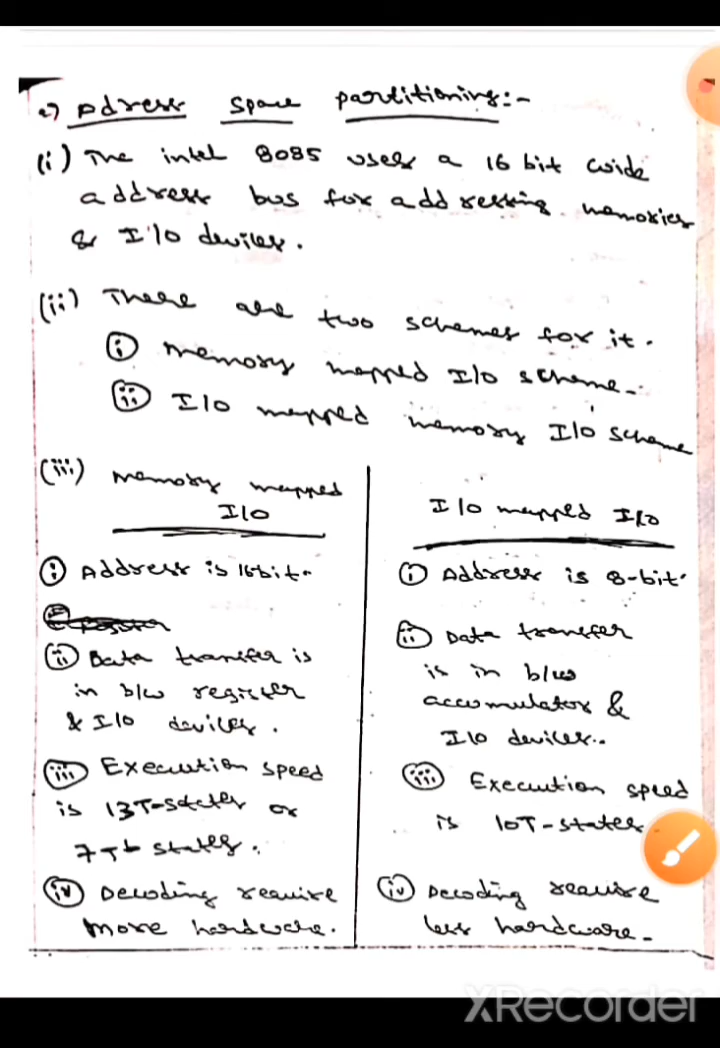 e) Adress Space Partitioning:-
(i) The intel 8085 uses a 16 bit wide
address bus for addressing memories
& I/O devices.
(ii) There are two schemes for it.
(i) memory mapped I/O scheme.
(ii) I/O mapped memory I/O scheme
(iii) memory mapped
I/O
(i) Address is 16bit.
(ii) Data transfer is
in b/w register
& I/O devices.
(iii) Execution speed
is 13T-states or
7Tb states.
(iv) Decoding require
more hardware.
I/O mapped I/O
(i) Address is 8-bit.
(ii) Data transfer
is in b/w
accumulator &
I/O devices.
(iii) Execution speed
is 10T-states
(iv) Decoding require
less hardware.
XRecorder